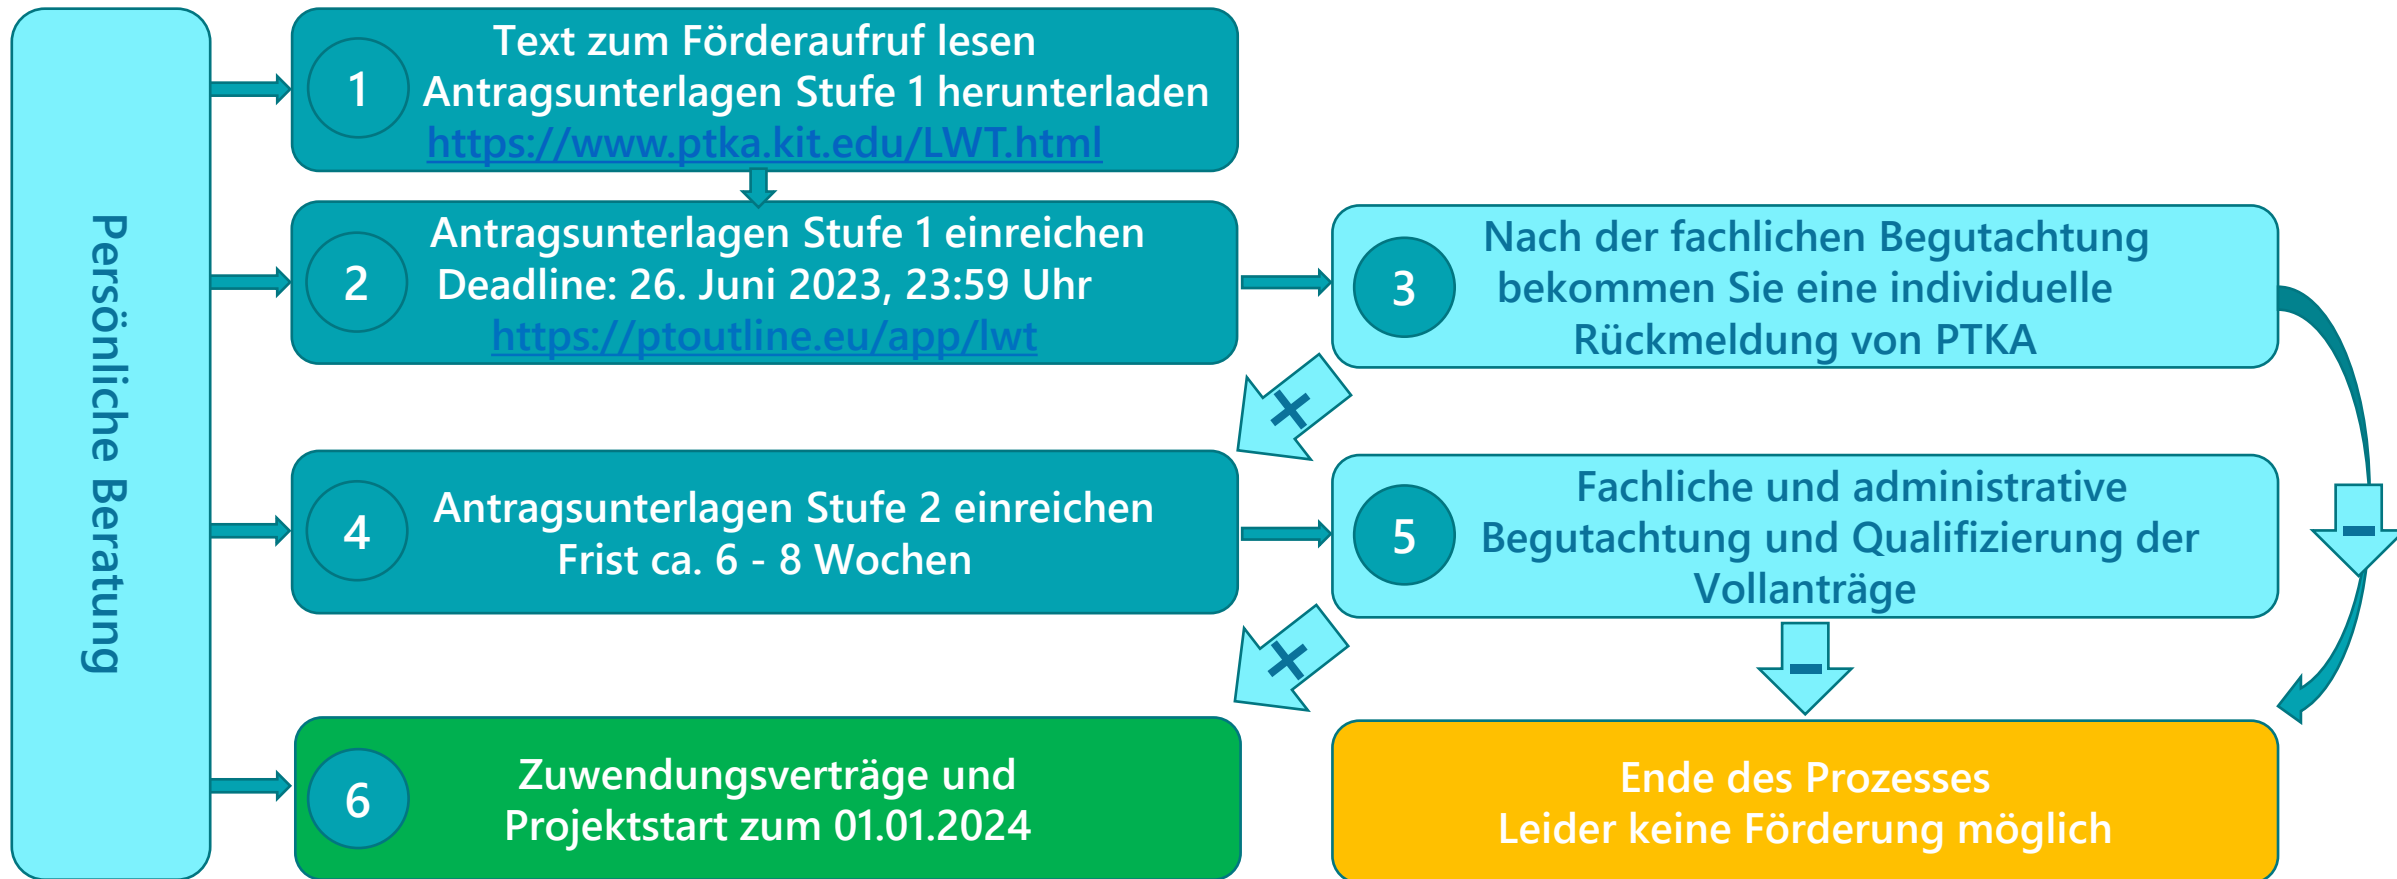 Persönliche Beratung
1
Text zum Förderaufruf lesen
Antragsunterlagen Stufe 1 herunterladen
https://www.ptka.kit.edu/LWT.html
2
Antragsunterlagen Stufe 1 einreichen
Deadline: 26. Juni 2023, 23:59 Uhr
https://ptoutline.eu/app/lwt
3
Nach der fachlichen Begutachtung
bekommen Sie eine individuelle
Rückmeldung von PTKA
+
4
Antragsunterlagen Stufe 2 einreichen
Frist ca. 6 - 8 Wochen
5
Fachliche und administrative
Begutachtung und Qualifizierung der
Vollanträge
–
+
–
6
Zuwendungsverträge und
Projektstart zum 01.01.2024
Ende des Prozesses
Leider keine Förderung möglich